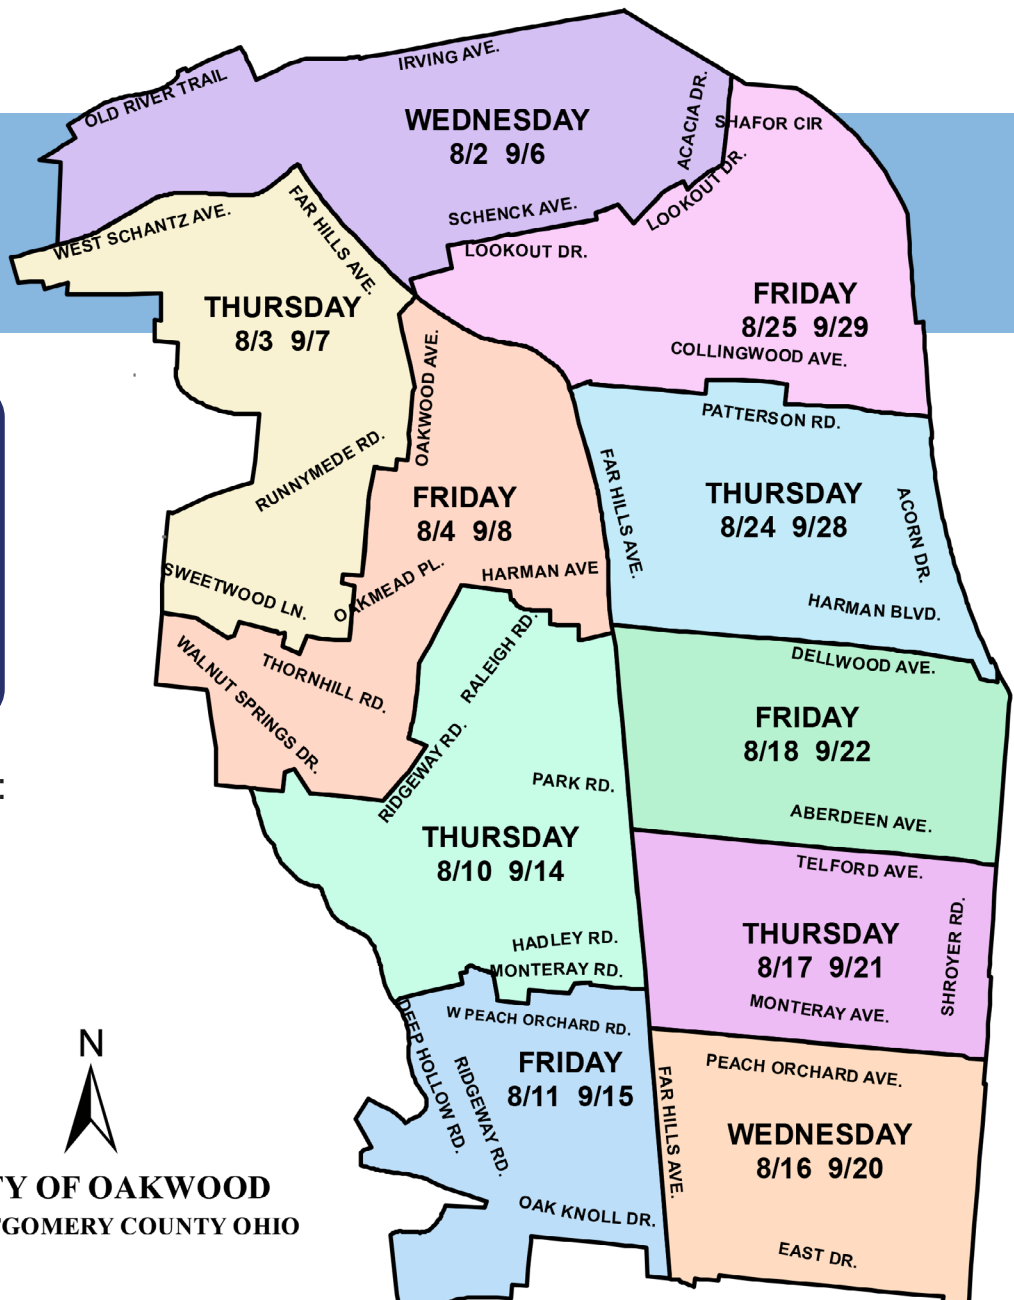 IRVING AVE.
OLD RIVER TRAIL
ACACIA DR.
WEDNESDAY
8/2 9/6
SHAFOR CIR
LOOKOUT DR.
SCHENCK AVE.
LOOKOUT DR.
WEST SCHANTZ AVE.
FAR HILLS AVE.
THURSDAY
8/3 9/7
FRIDAY
8/25 9/29
COLLINGWOOD AVE.
OAKWOOD AVE.
PATTERSON RD.
RUNNYMEDE RD.
FRIDAY
8/4 9/8
FAR HILLS AVE.
THURSDAY
8/24 9/28
ACORN DR.
SWEETWOOD LN.
OAKMEAD PL.
HARMAN AVE
HARMAN BLVD.
RALEIGH RD.
THORNHILL RD.
WALNUT SPRINGS DR.
DELLWOOD AVE.
FRIDAY
8/18 9/22
RIDGEWAY RD.
PARK RD.
ABERDEEN AVE.
THURSDAY
8/10 9/14
TELFORD AVE.
HADLEY RD.
MONTERAY RD.
THURSDAY
8/17 9/21
SHROYER RD.
MONTERAY AVE.
W PEACH ORCHARD RD.
DEEP HOLLOW RD.
RIDGEWAY RD.
FRIDAY
8/11 9/15
FAR HILLS AVE.
PEACH ORCHARD AVE.
WEDNESDAY
8/16 9/20
OAK KNOLL DR.
EAST DR.
N
TY OF OAKWOOD
TGOMERY COUNTY OHIO